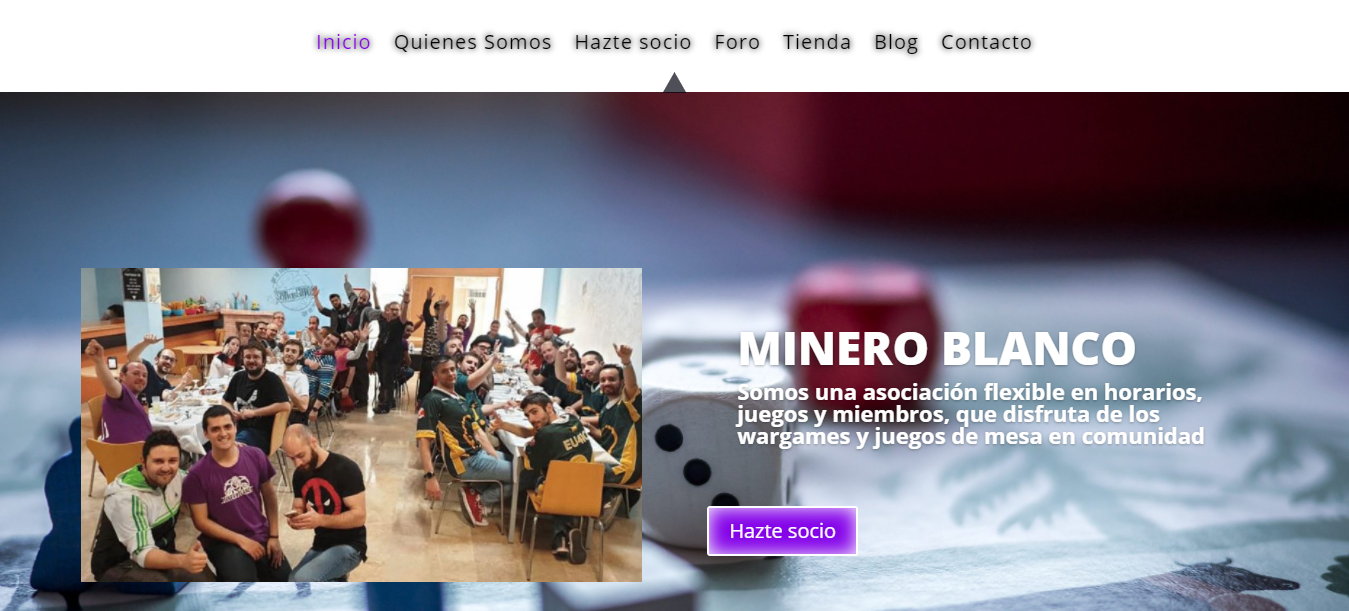 Inicio Quienes Somos Hazte socio Foro Tienda Blog Contacto
MINERO BLANCO
Somos una asociación flexible en horarios,
juegos y miembros, que disfruta de los
wargames y juegos de mesa en comunidad
Hazte socio